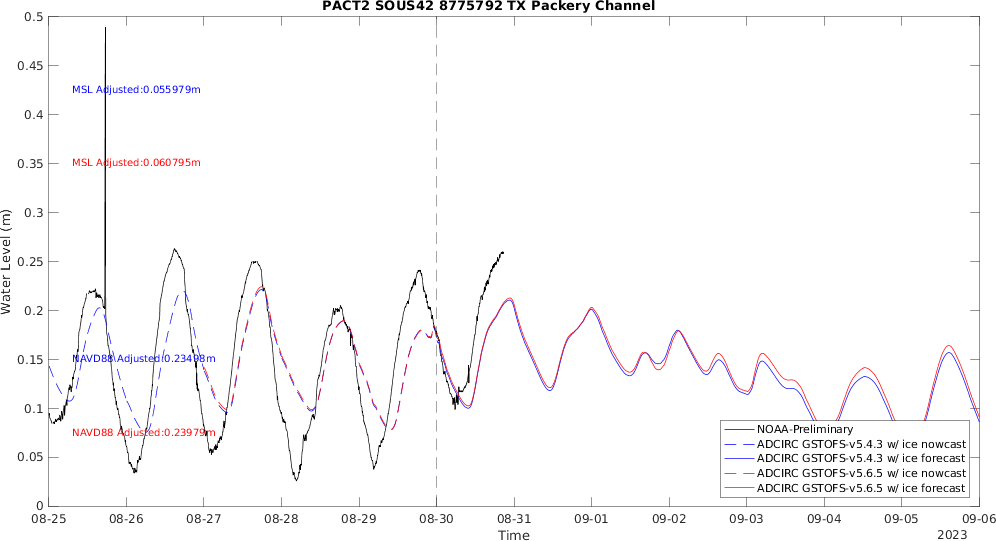 PACT2 SOUS42 8775792 TX Packery Channel
0.5
0.45
0.4
0.35
0.3
0.25
0.2
0.15
0.1
0.05
0
Water Level (m)
MSL Adjusted:0.055979m
MSL Adjusted:0.060795m
NAVD88 Adjusted:0.23498m
NAVD88 Adjusted:0.23979m
NOAA-Preliminary
ADCIRC GSTOFS-v5.4.3 w/ ice nowcast
ADCIRC GSTOFS-v5.4.3 w/ ice forecast
ADCIRC GSTOFS-v5.6.5 w/ ice nowcast
ADCIRC GSTOFS-v5.6.5 w/ ice forecast
08-25 08-26 08-27 08-28 08-29 08-30 08-31 09-01 09-02 09-03 09-04 09-05 09-06
Time
2023